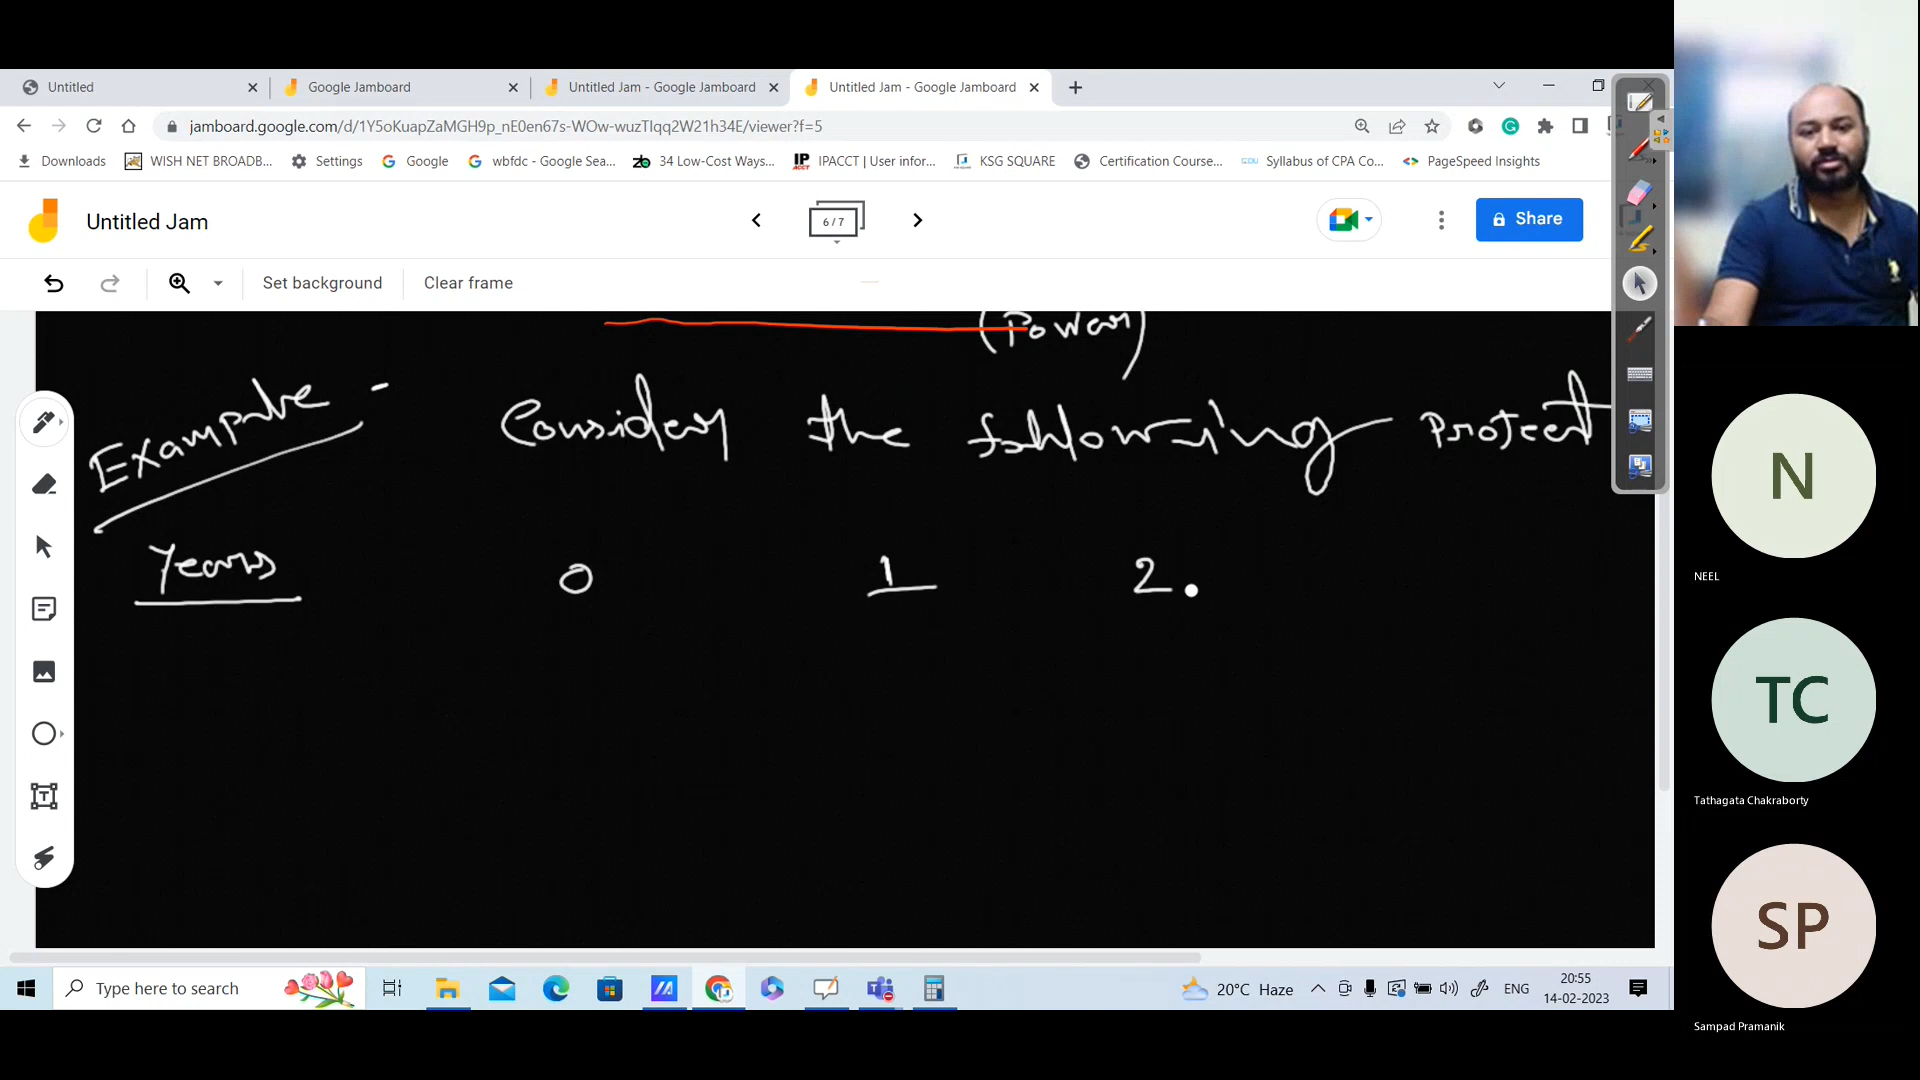 Untitled
Google Jamboard
Untitled Jam - Google Jamboard
Untitled Jam - Google Jamboard
jamboard.google.com/d/1Y5oKuapZaMGH9p_nE0en67s-WOw-wuzTIqq2W21h34E/viewer?f=5
Downloads WISH NET BROADB... Settings Google wbfdc - Google Sea... 34 Low-Cost Ways... IPACCT | User infor... KSG SQUARE Certification Course... Syllabus of CPA Co... PageSpeed Insights
Untitled Jam
6 / 7
Share
Set background Clear frame
(Power)
Example - Consider the following Project
Years 0 1 2
N
NEEL
TC
Tathagata Chakraborty
SP
Sampad Pramanik
Type here to search
20°C Haze
ENG
20:55
14-02-2023